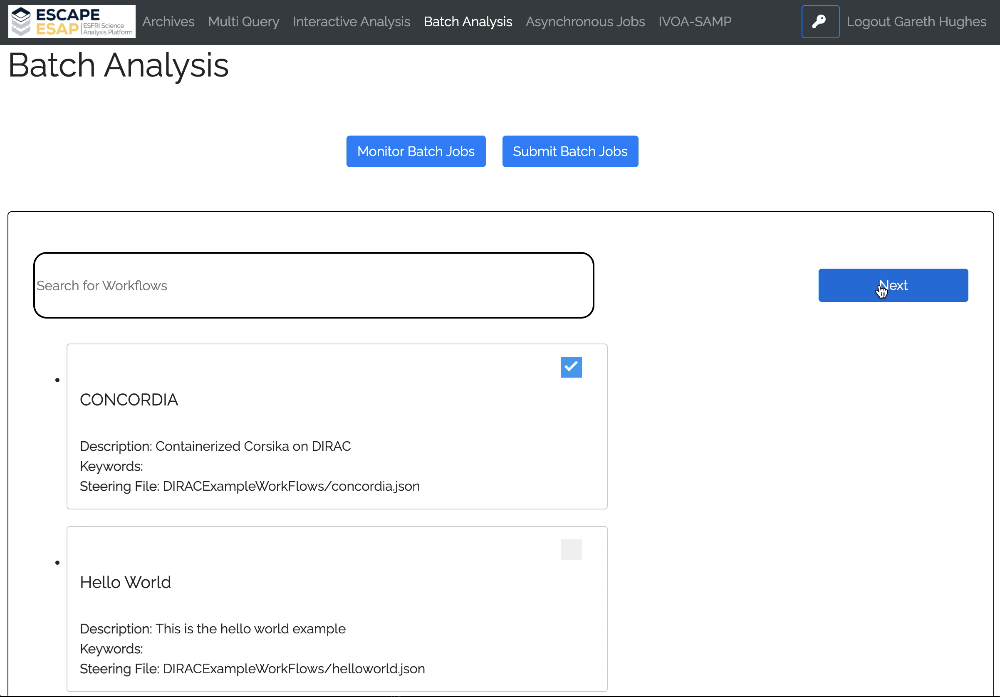 ESCAPE
ESAP ESFRI Science
Analysis Platform
Archives Multi Query Interactive Analysis Batch Analysis Asynchronous Jobs IVOA-SAMP Logout Gareth Hughes
Batch Analysis
Monitor Batch Jobs Submit Batch Jobs
Search for Workflows
Next
CONCORDIA
Description: Containerized Corsika on DIRAC
Keywords:
Steering File: DIRACExampleWorkFlows/concordia.json
Hello World
Description: This is the hello world example
Keywords:
Steering File: DIRACExampleWorkFlows/helloworld.json